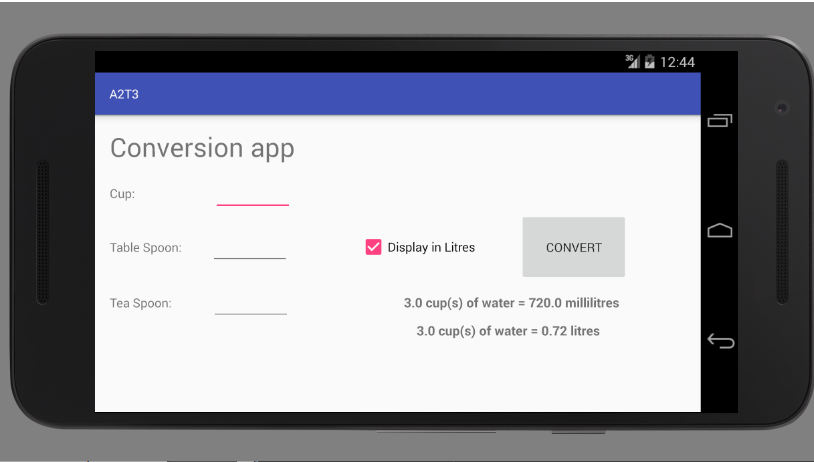 3G 12:44
A2T3
Conversion app
Cup:
Table Spoon:
Display in Litres
CONVERT
Tea Spoon:
3.0 cup(s) of water = 720.0 millilitres
3.0 cup(s) of water = 0.72 litres